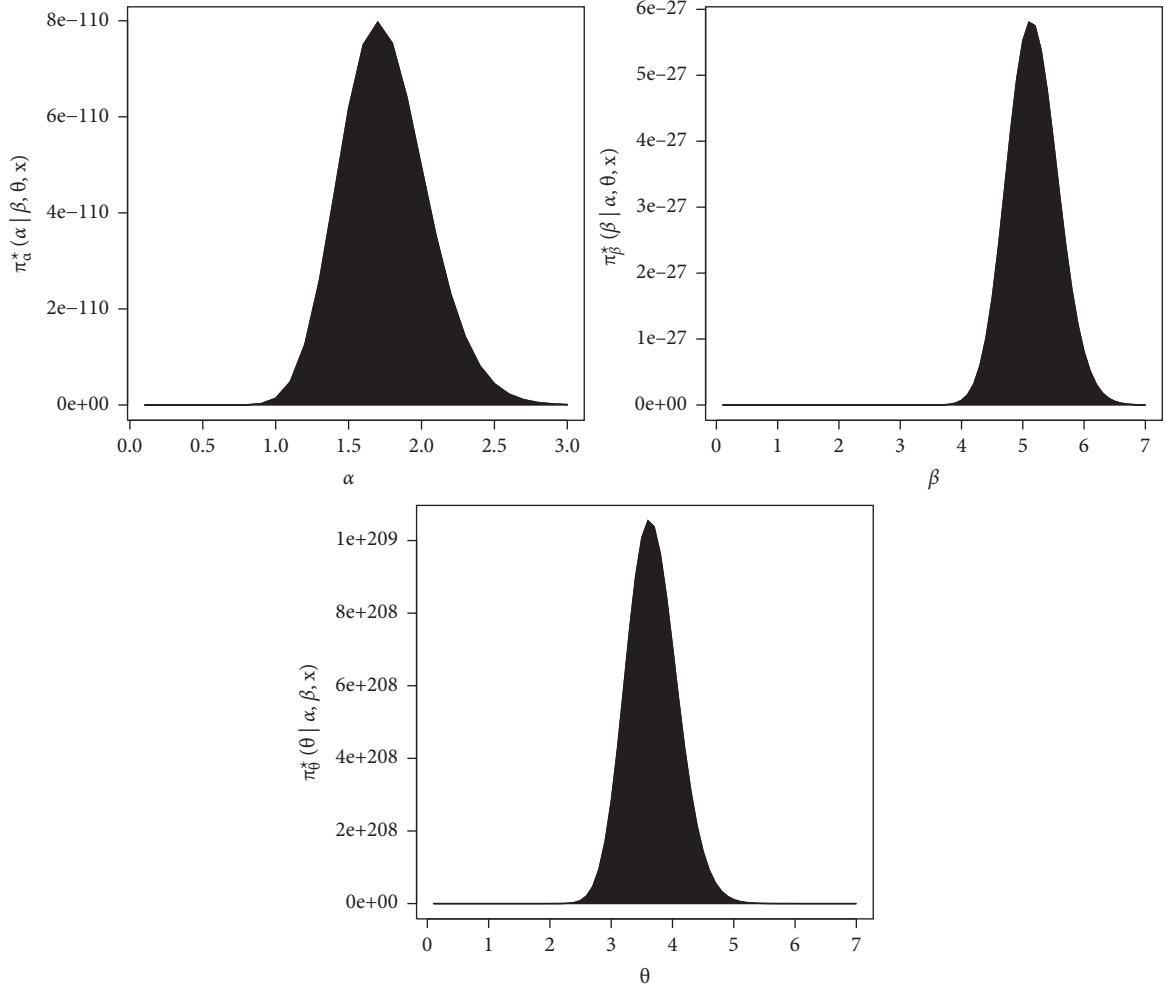 8e−110
6e−110
4e−110
2e−110
0e+00
π*α (α | β, θ, x)
0.0 0.5 1.0 1.5 2.0 2.5 3.0
α
6e−27
5e−27
4e−27
3e−27
2e−27
1e−27
0e+00
π*β (β | α, θ, x)
0 1 2 3 4 5 6 7
β
1e+209
8e+208
6e+208
4e+208
2e+208
0e+00
π*θ (θ | α, β, x)
0 1 2 3 4 5 6 7
θ